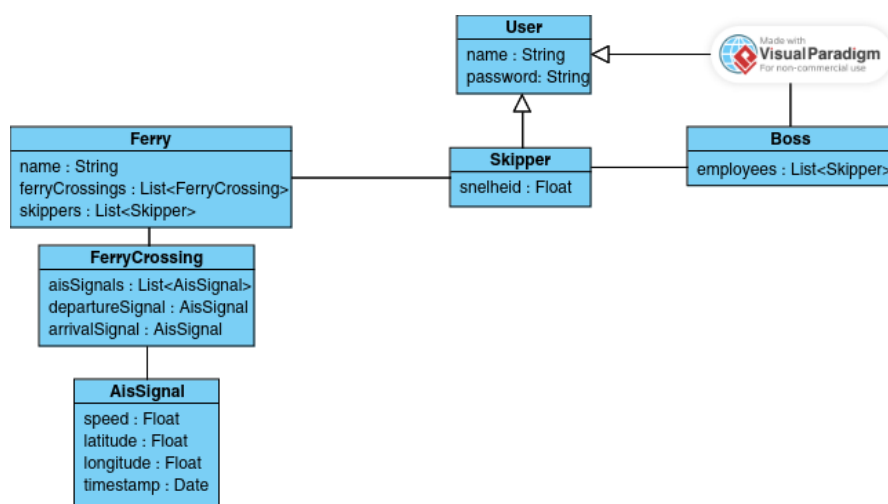 User
name : String
password: String
Made with
Visual Paradigm
For non-commercial use
Ferry
name : String
ferryCrossings : List<FerryCrossing>
skippers : List<Skipper>
Skipper
snelheid : Float
Boss
employees : List<Skipper>
FerryCrossing
aisSignals : List<AisSignal>
departureSignal : AisSignal
arrivalSignal : AisSignal
AisSignal
speed : Float
latitude : Float
longitude : Float
timestamp : Date